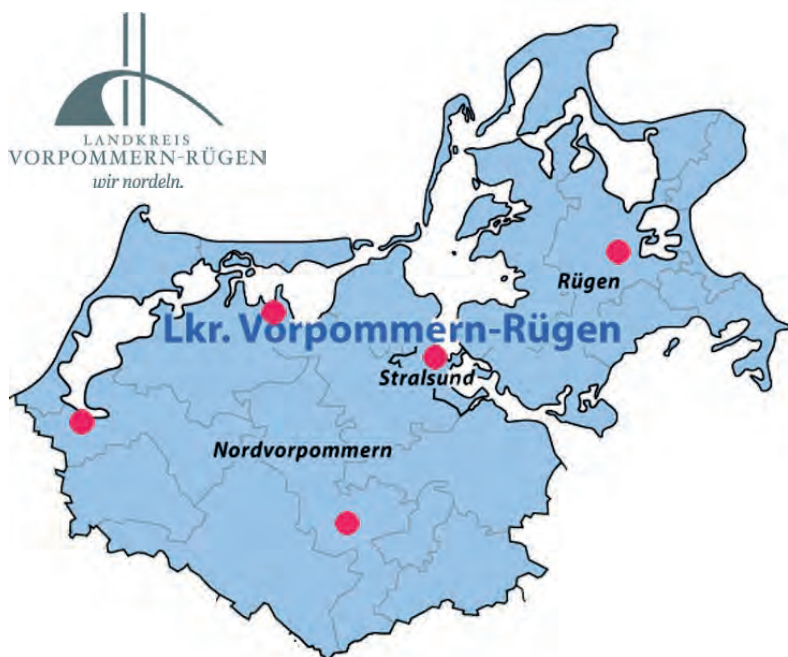 LANDKREIS
VORPOMMERN-RÜGEN
wir nordeln.
Rügen
Lkr. Vorpommern-Rügen
Stralsund
Nordvorpommern